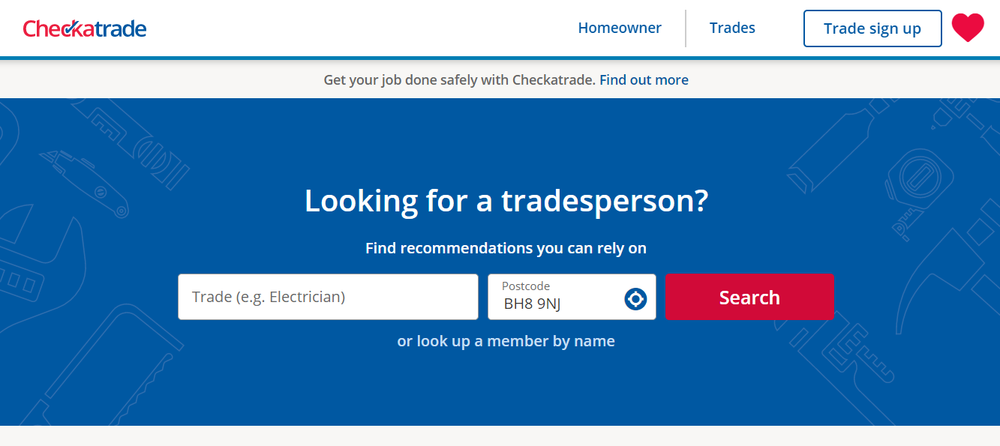 Checkatrade
Homeowner
Trades
Trade sign up
Get your job done safely with Checkatrade. Find out more
Looking for a tradesperson?
Find recommendations you can rely on
Trade (e.g. Electrician)
Postcode
BH8 9NJ
Search
or look up a member by name